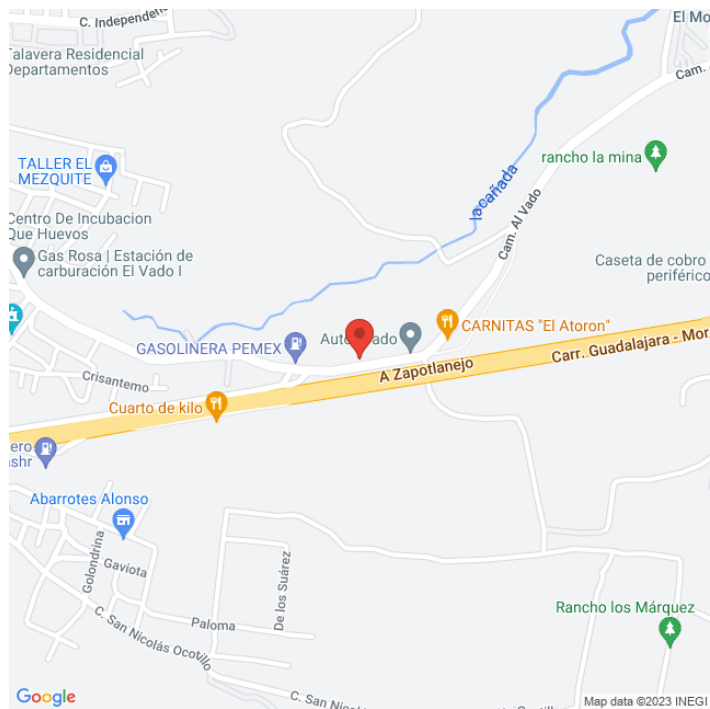 C. Independen
El Mo
Talavera Residencial
Departamentos
Cam.
TALLER EL
MEZQUITE
rancho la mina
la cañada
Cam. Al Vado
Centro De Incubacion
Que Huevos
Gas Rosa | Estación de
carburación El Vado I
Caseta de cobro
periférico
CARNITAS "El Atoron"
Auto
ado
GASOLINERA PEMEX
Carr. Guadalajara - Mor
A Zapotlanejo
Crisantemo
Cuarto de kilo
ero
ashr
Abarrotes Alonso
Golondrina
Gaviota
De los Suárez
Paloma
C. San Nicolás Ocotillo
Rancho los Márquez
C. San Nicolás Ocotillo
Google
Map data ©2023 INEGI